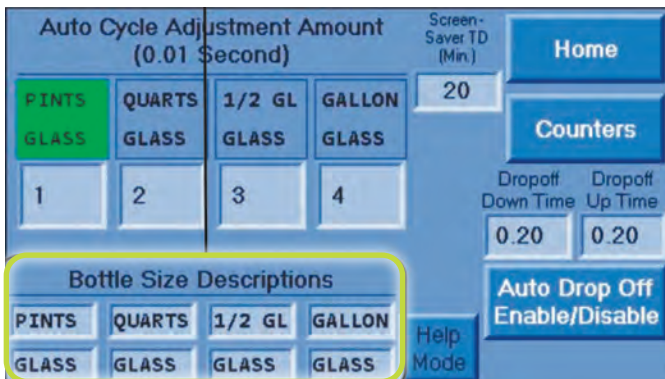 Auto Cycle Adjustment Amount
(0.01 Second)
Screen-
Saver TD
(Min.)
20
Home
PINTS
GLASS
QUARTS
GLASS
1/2 GL
GLASS
GALLON
GLASS
Counters
1
2
3
4
Dropoff
Down Time
Dropoff
Up Time
0.20
0.20
Bottle Size Descriptions
PINTS
QUARTS
1/2 GL
GALLON
GLASS
GLASS
GLASS
GLASS
Help
Mode
Auto Drop Off
Enable/Disable